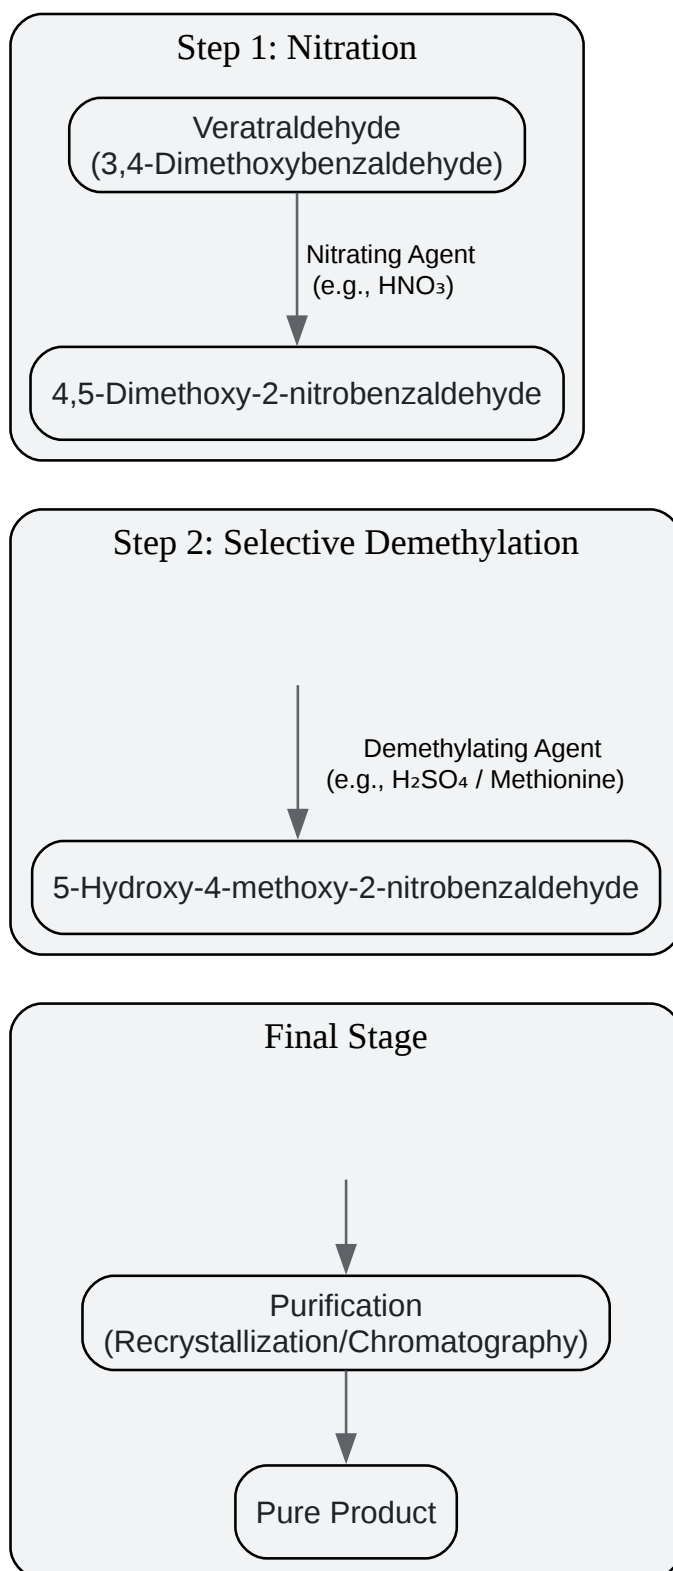 Step 1: Nitration
Veratraldehyde
(3,4-Dimethoxybenzaldehyde)
Nitrating Agent
(e.g., HNO₃)
4,5-Dimethoxy-2-nitrobenzaldehyde
Step 2: Selective Demethylation
Demethylating Agent
(e.g., H₂SO₄ / Methionine)
5-Hydroxy-4-methoxy-2-nitrobenzaldehyde
Final Stage
Purification
(Recrystallization/Chromatography)
Pure Product